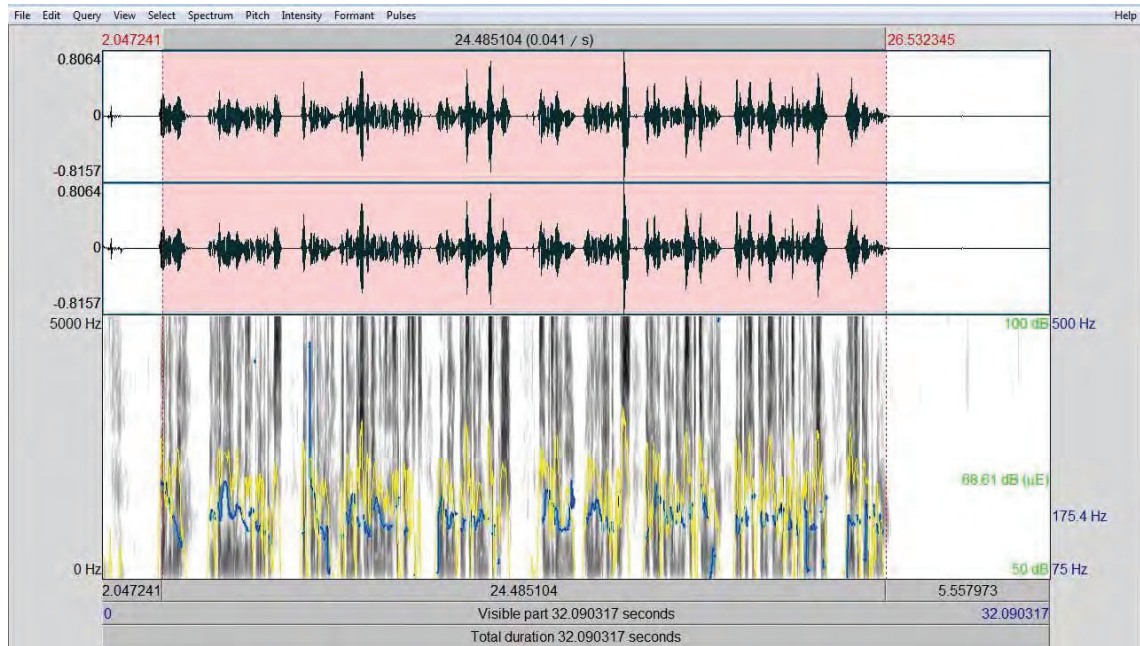 File Edit Query View Select Spectrum Pitch Intensity Formant Pulses Help
2.047241 24.485104 (0.041 / s) 26.532345
0.8064
0
-0.8157
0.8064
0
-0.8157
5000 Hz 100 dB 500 Hz
68.61 dB (µE)
175.4 Hz
0 Hz 50 dB 75 Hz
2.047241 24.485104 5.557973
0 Visible part 32.090317 seconds 32.090317
Total duration 32.090317 seconds